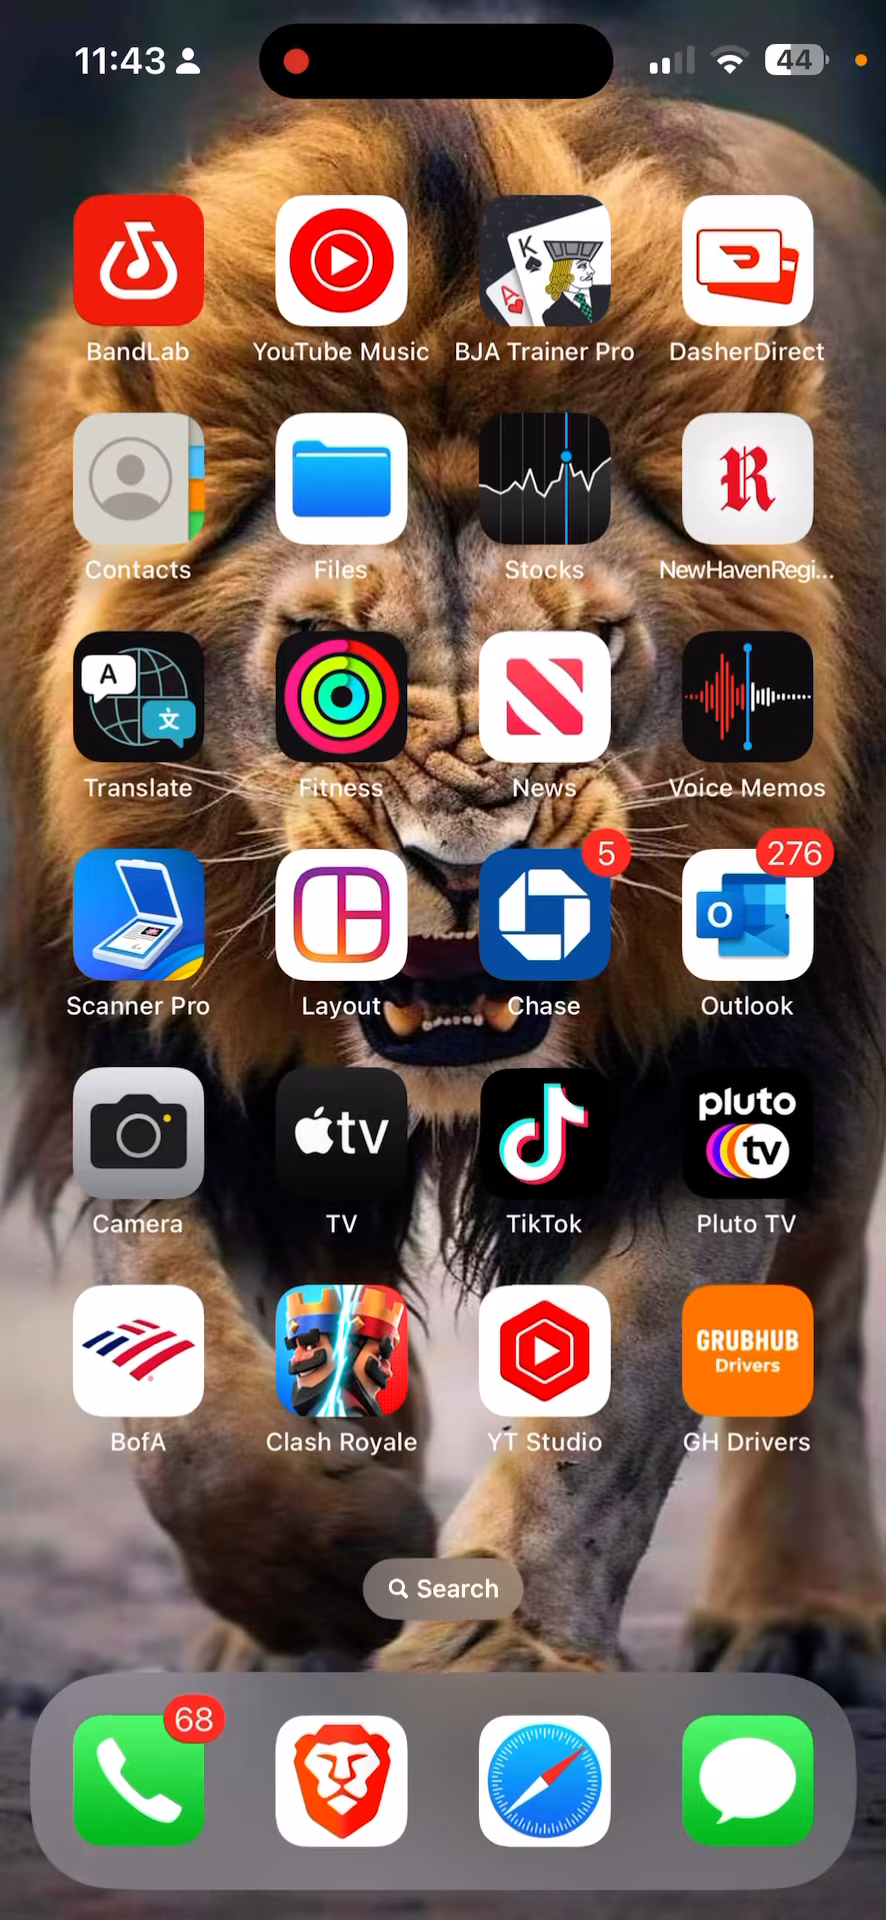 11:43
44
K
A
BandLab
YouTube Music
BJA Trainer Pro
DasherDirect
R
Contacts
Files
Stocks
NewHavenRegi...
A
文
Translate
Fitness
News
Voice Memos
5
276
O
Scanner Pro
Layout
Chase
Outlook
tv
pluto
tv
Camera
TV
TikTok
Pluto TV
GRUBHUB
Drivers
BofA
Clash Royale
YT Studio
GH Drivers
Search
68